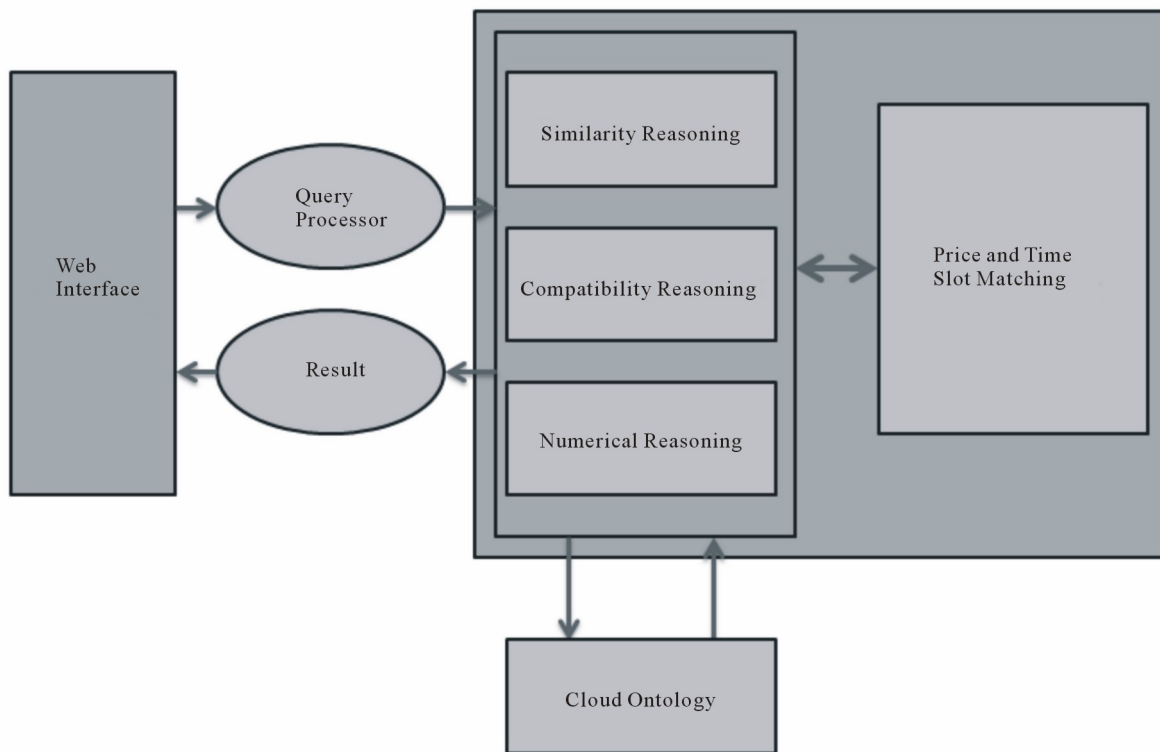 Web
Interface
Query
Processor
Result
Similarity Reasoning
Compatibility Reasoning
Numerical Reasoning
Price and Time
Slot Matching
Cloud Ontology